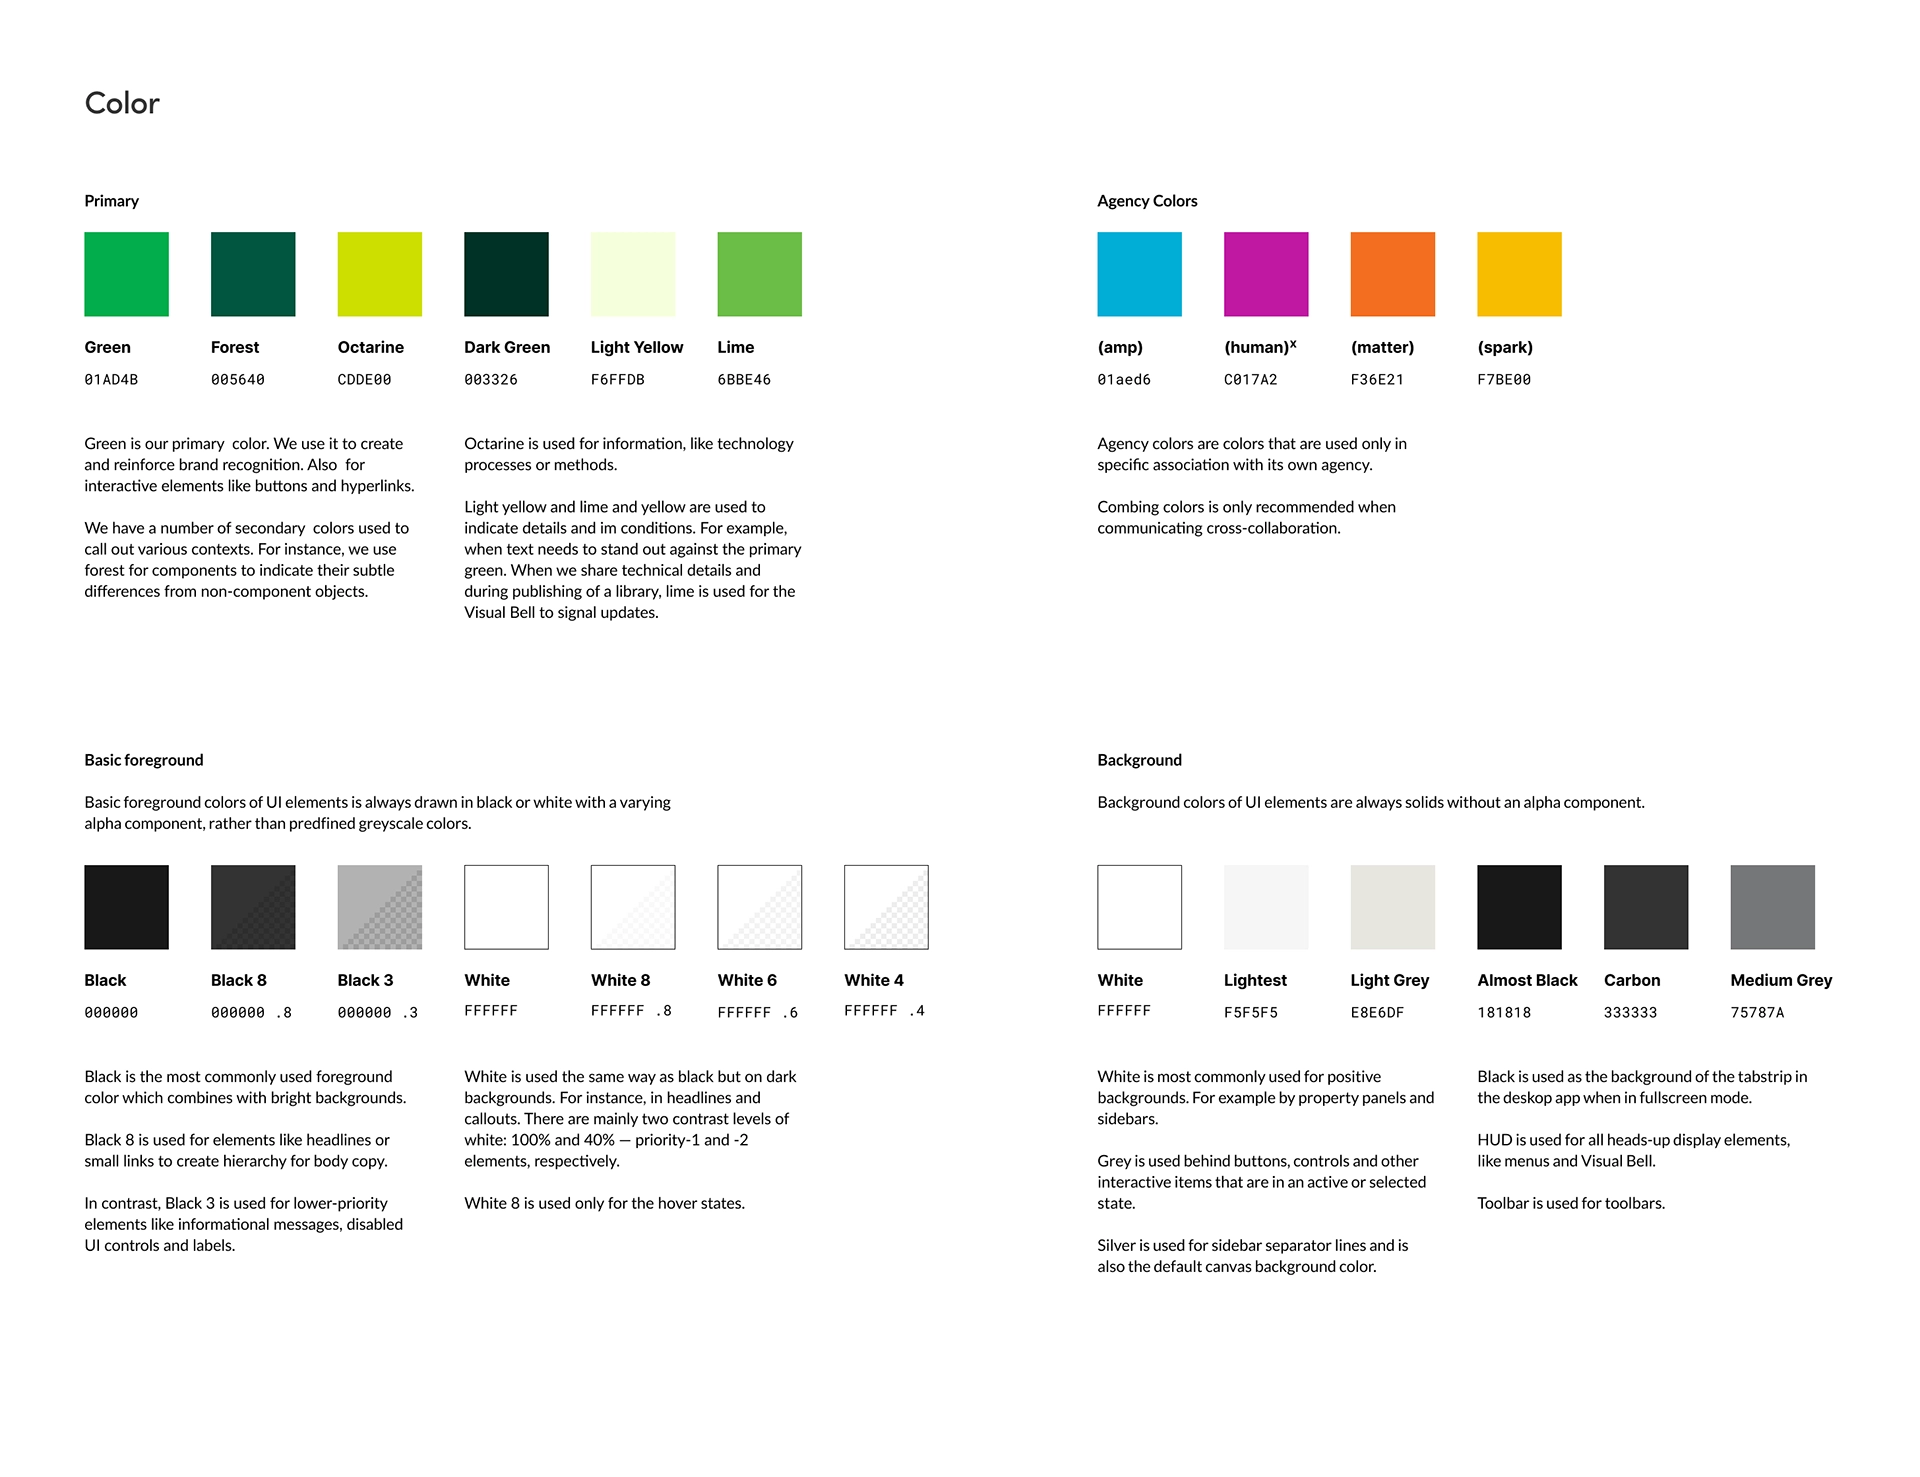 Color
Primary
Green
Forest
Octarine
Dark Green
Light Yellow
Lime
01AD4B
005640
CDDE00
003326
F6FFDB
6BBE46
Green is our primary  color. We use it to create
and reinforce brand recognition. Also  for
interactive elements like buttons and hyperlinks.
We have a number of secondary  colors used to
call out various contexts. For instance, we use
forest for components to indicate their subtle
differences from non-component objects.
Octarine is used for information, like technology
processes or methods.
Light yellow and lime and yellow are used to
indicate details and im conditions. For example,
when text needs to stand out against the primary
green. When we share technical details and
during publishing of a library, lime is used for the
Visual Bell to signal updates.
Agency Colors
(amp)
(human)ˣ
(matter)
(spark)
01aed6
C017A2
F36E21
F7BE00
Agency colors are colors that are used only in
specific association with its own agency.
Combing colors is only recommended when
communicating cross-collaboration.
Basic foreground
Basic foreground colors of UI elements is always drawn in black or white with a varying
alpha component, rather than predfined greyscale colors.
Black
Black 8
Black 3
White
White 8
White 6
White 4
000000
000000 .8
000000 .3
FFFFFF
FFFFFF .8
FFFFFF .6
FFFFFF .4
Black is the most commonly used foreground
color which combines with bright backgrounds.
Black 8 is used for elements like headlines or
small links to create hierarchy for body copy.
In contrast, Black 3 is used for lower-priority
elements like informational messages, disabled
UI controls and labels.
White is used the same way as black but on dark
backgrounds. For instance, in headlines and
callouts. There are mainly two contrast levels of
white: 100% and 40% — priority-1 and -2
elements, respectively.
White 8 is used only for the hover states.
Background
Background colors of UI elements are always solids without an alpha component.
White
Lightest
Light Grey
Almost Black
Carbon
Medium Grey
FFFFFF
F5F5F5
E8E6DF
181818
333333
75787A
White is most commonly used for positive
backgrounds. For example by property panels and
sidebars.
Grey is used behind buttons, controls and other
interactive items that are in an active or selected
state.
Silver is used for sidebar separator lines and is
also the default canvas background color.
Black is used as the background of the tabstrip in
the deskop app when in fullscreen mode.
HUD is used for all heads-up display elements,
like menus and Visual Bell.
Toolbar is used for toolbars.